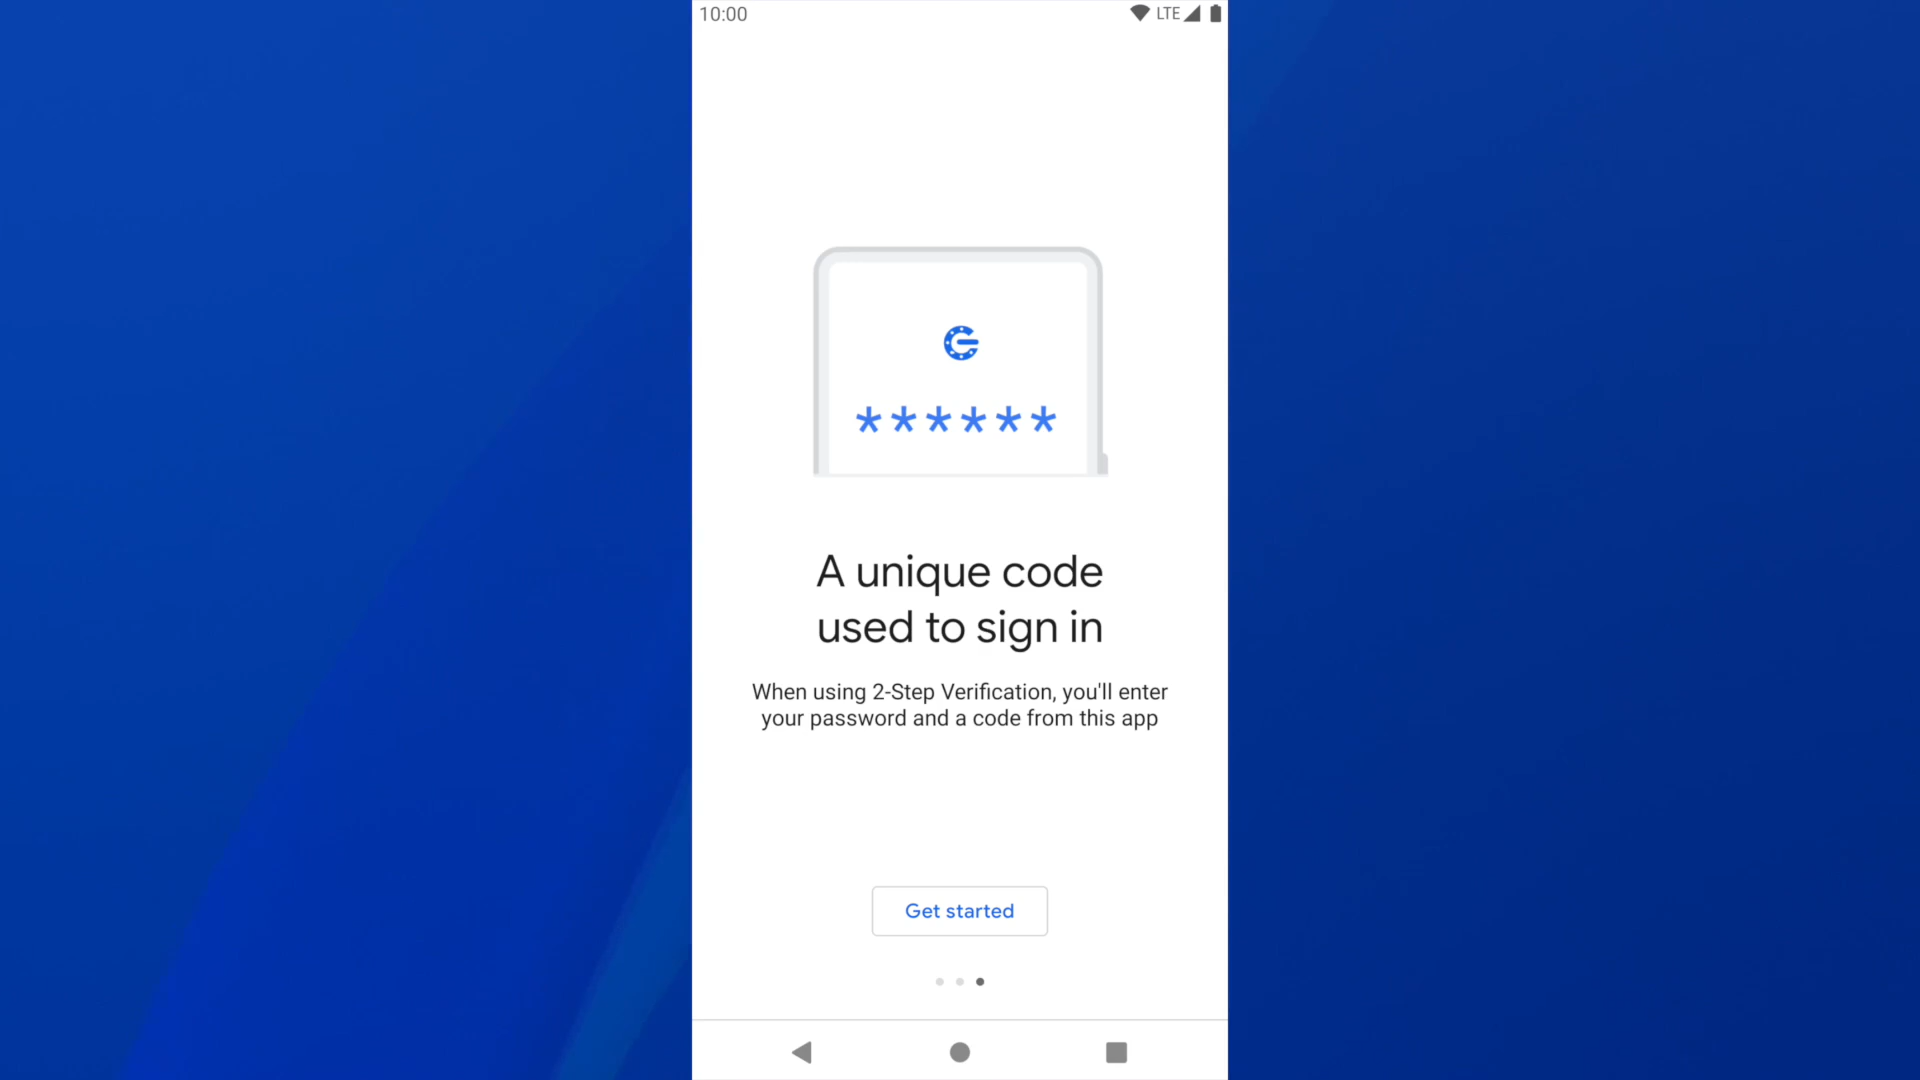 10:00 LTE
******
A unique code
used to sign in
When using 2-Step Verification, you'll enter
your password and a code from this app
Get started